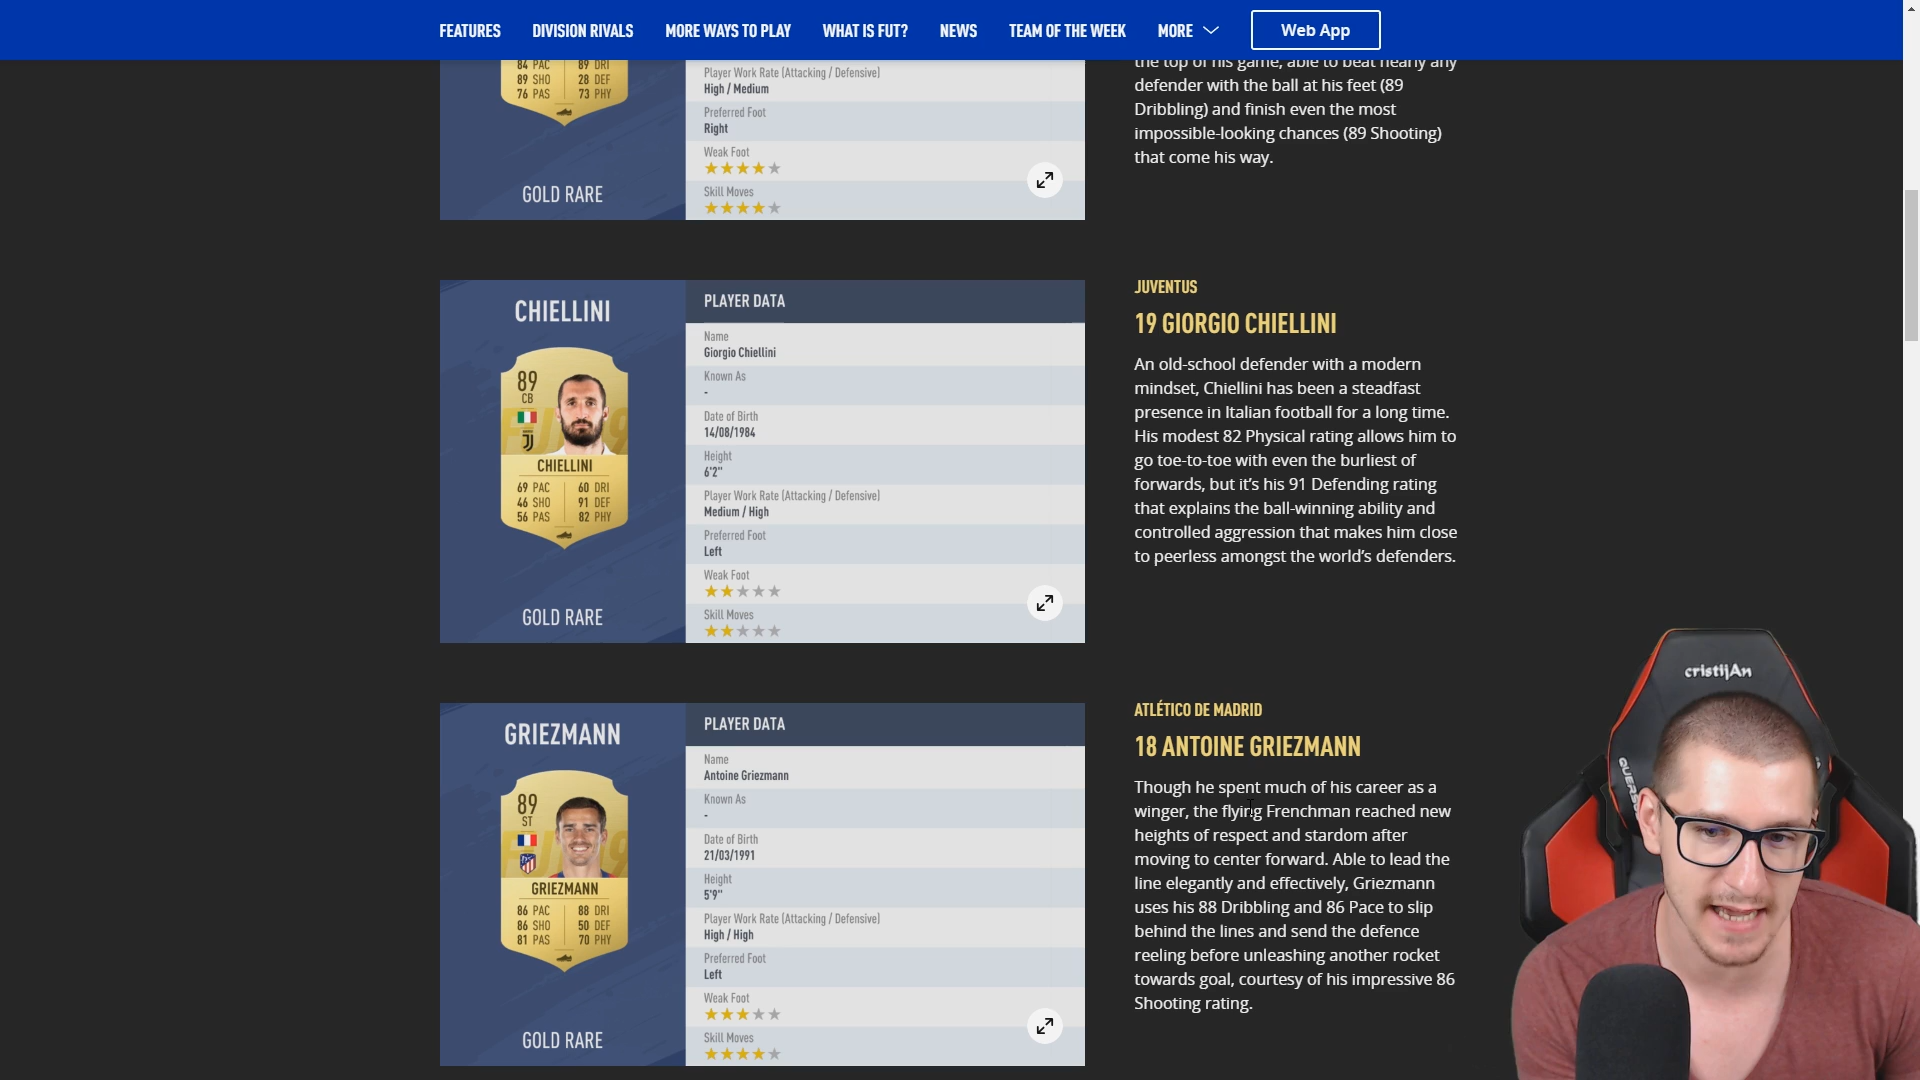 FEATURES DIVISION RIVALS MORE WAYS TO PLAY WHAT IS FUT? NEWS TEAM OF THE WEEK MORE Web App
84 PAC 89 DRI
89 SHO 28 DEF
76 PAS 73 PHY
GOLD RARE
Player Work Rate (Attacking / Defensive)
High / Medium
Preferred Foot
Right
Weak Foot
Skill Moves
the top of his game, able to beat nearly any
defender with the ball at his feet (89
Dribbling) and finish even the most
impossible-looking chances (89 Shooting)
that come his way.
CHIELLINI
89
CB
CHIELLINI
69 PAC 60 DRI
46 SHO 91 DEF
56 PAS 82 PHY
GOLD RARE
PLAYER DATA
Name
Giorgio Chiellini
Known As
-
Date of Birth
14/08/1984
Height
6'2"
Player Work Rate (Attacking / Defensive)
Medium / High
Preferred Foot
Left
Weak Foot
Skill Moves
JUVENTUS
19 GIORGIO CHIELLINI
An old-school defender with a modern
mindset, Chiellini has been a steadfast
presence in Italian football for a long time.
His modest 82 Physical rating allows him to
go toe-to-toe with even the burliest of
forwards, but it’s his 91 Defending rating
that explains the ball-winning ability and
controlled aggression that makes him close
to peerless amongst the world’s defenders.
GRIEZMANN
89
ST
GRIEZMANN
86 PAC 88 DRI
86 SHO 50 DEF
81 PAS 70 PHY
GOLD RARE
PLAYER DATA
Name
Antoine Griezmann
Known As
-
Date of Birth
21/03/1991
Height
5'9"
Player Work Rate (Attacking / Defensive)
High / High
Preferred Foot
Left
Weak Foot
Skill Moves
ATLÉTICO DE MADRID
18 ANTOINE GRIEZMANN
Though he spent much of his career as a
winger, the flying Frenchman reached new
heights of respect and stardom after
moving to center forward. Able to lead the
line elegantly and effectively, Griezmann
uses his 88 Dribbling and 86 Pace to slip
behind the lines and send the defence
reeling before unleashing another rocket
towards goal, courtesy of his impressive 86
Shooting rating.
cristijAn